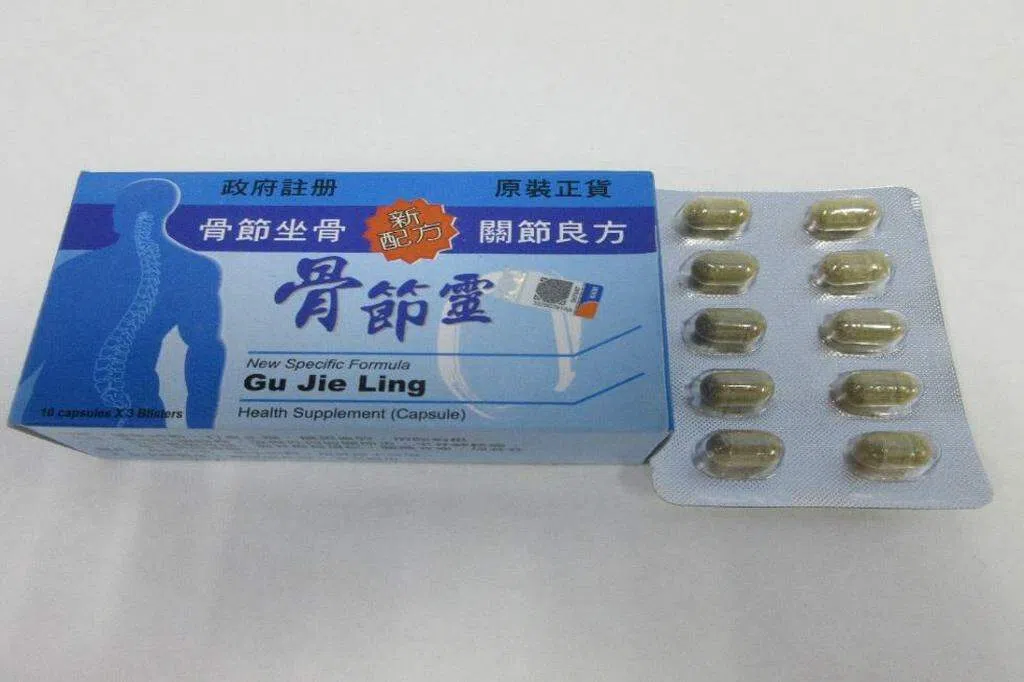 政府註册 原裝正貨
骨節坐骨 新配方 關節良方
骨節靈
New Specific Formula
Gu Jie Ling
10 capsules X 3 Blisters
Health Supplement (Capsule)